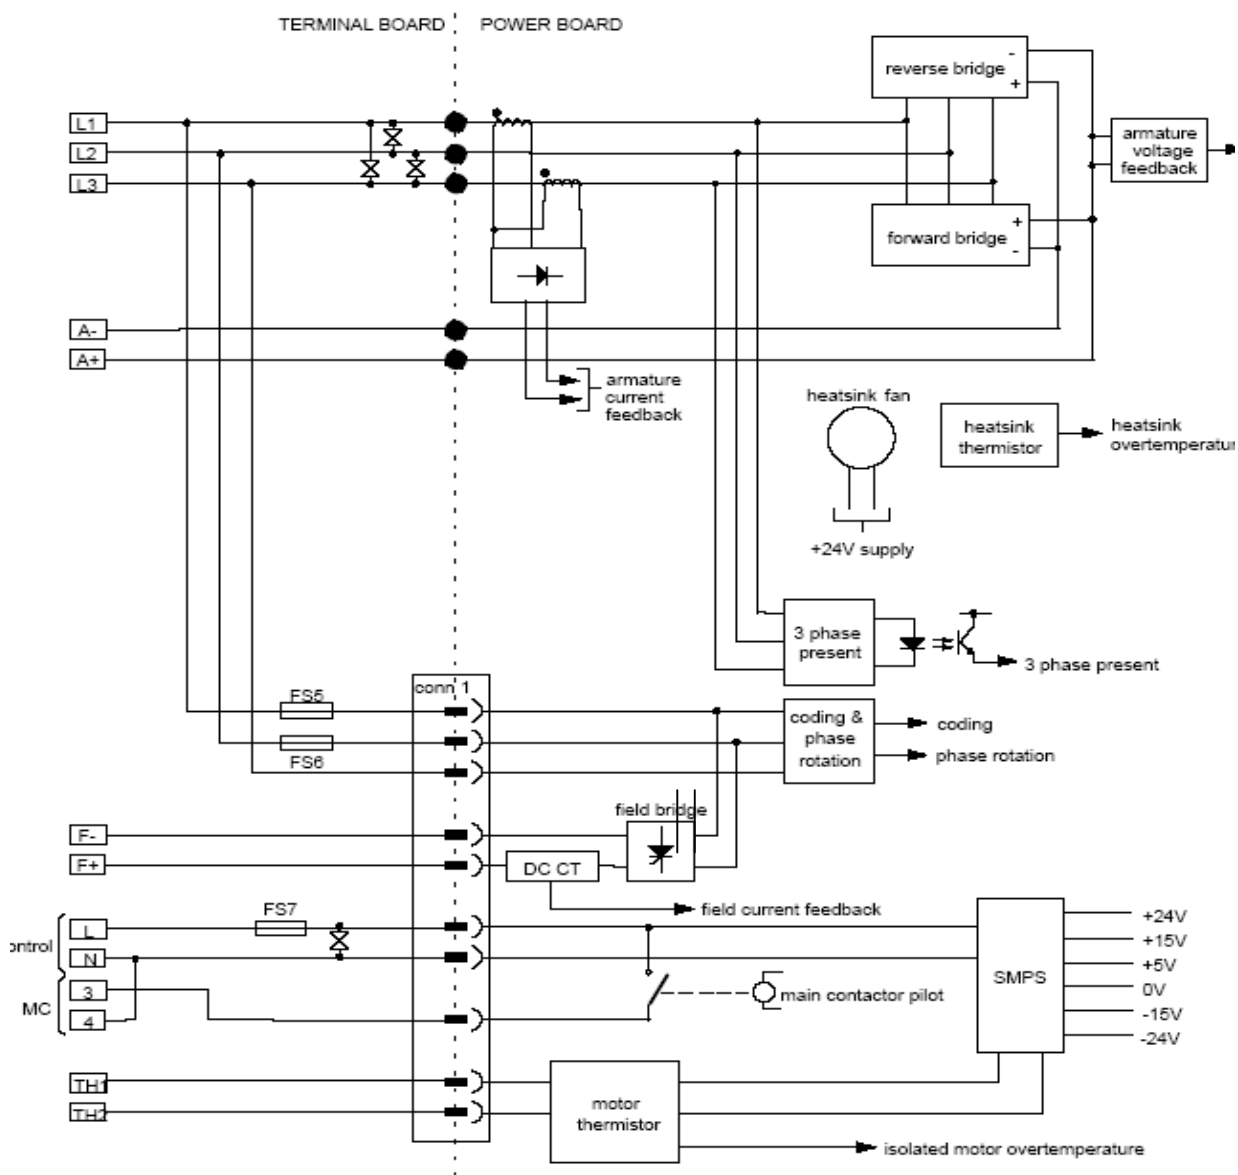 TERMINAL BOARD
POWER BOARD
reverse bridge
-
+
L1
L2
L3
armature
voltage
feedback
forward bridge
+
-
A-
A+
armature
current
feedback
heatsink fan
+24V supply
heatsink
thermistor
heatsink
overtemperatur
3 phase
present
3 phase present
conn 1
FS5
FS6
coding &
phase
rotation
coding
phase rotation
field bridge
F-
F+
DC CT
field current feedback
FS7
ontrol
L
N
MC
3
4
main contactor pilot
SMPS
+24V
+15V
+5V
0V
-15V
-24V
TH1
TH2
motor
thermistor
isolated motor overtemperature